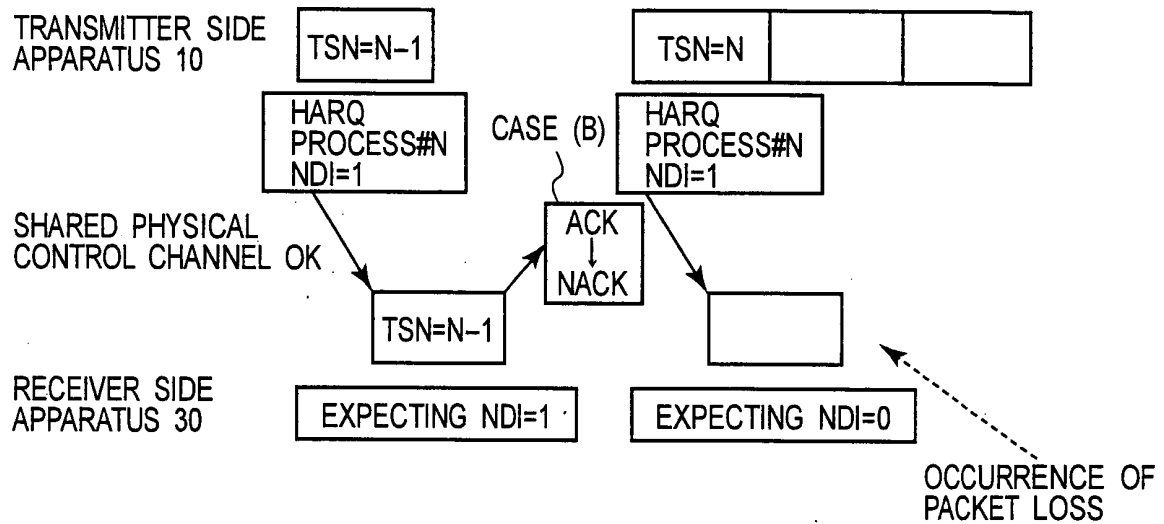 TRANSMITTER SIDE
APPARATUS 10
TSN=N–1
TSN=N
HARQ
PROCESS#N
NDI=1
CASE (B)
HARQ
PROCESS#N
NDI=1
SHARED PHYSICAL
CONTROL CHANNEL OK
ACK
NACK
TSN=N–1
RECEIVER SIDE
APPARATUS 30
EXPECTING NDI=1
EXPECTING NDI=0
OCCURRENCE OF
PACKET LOSS